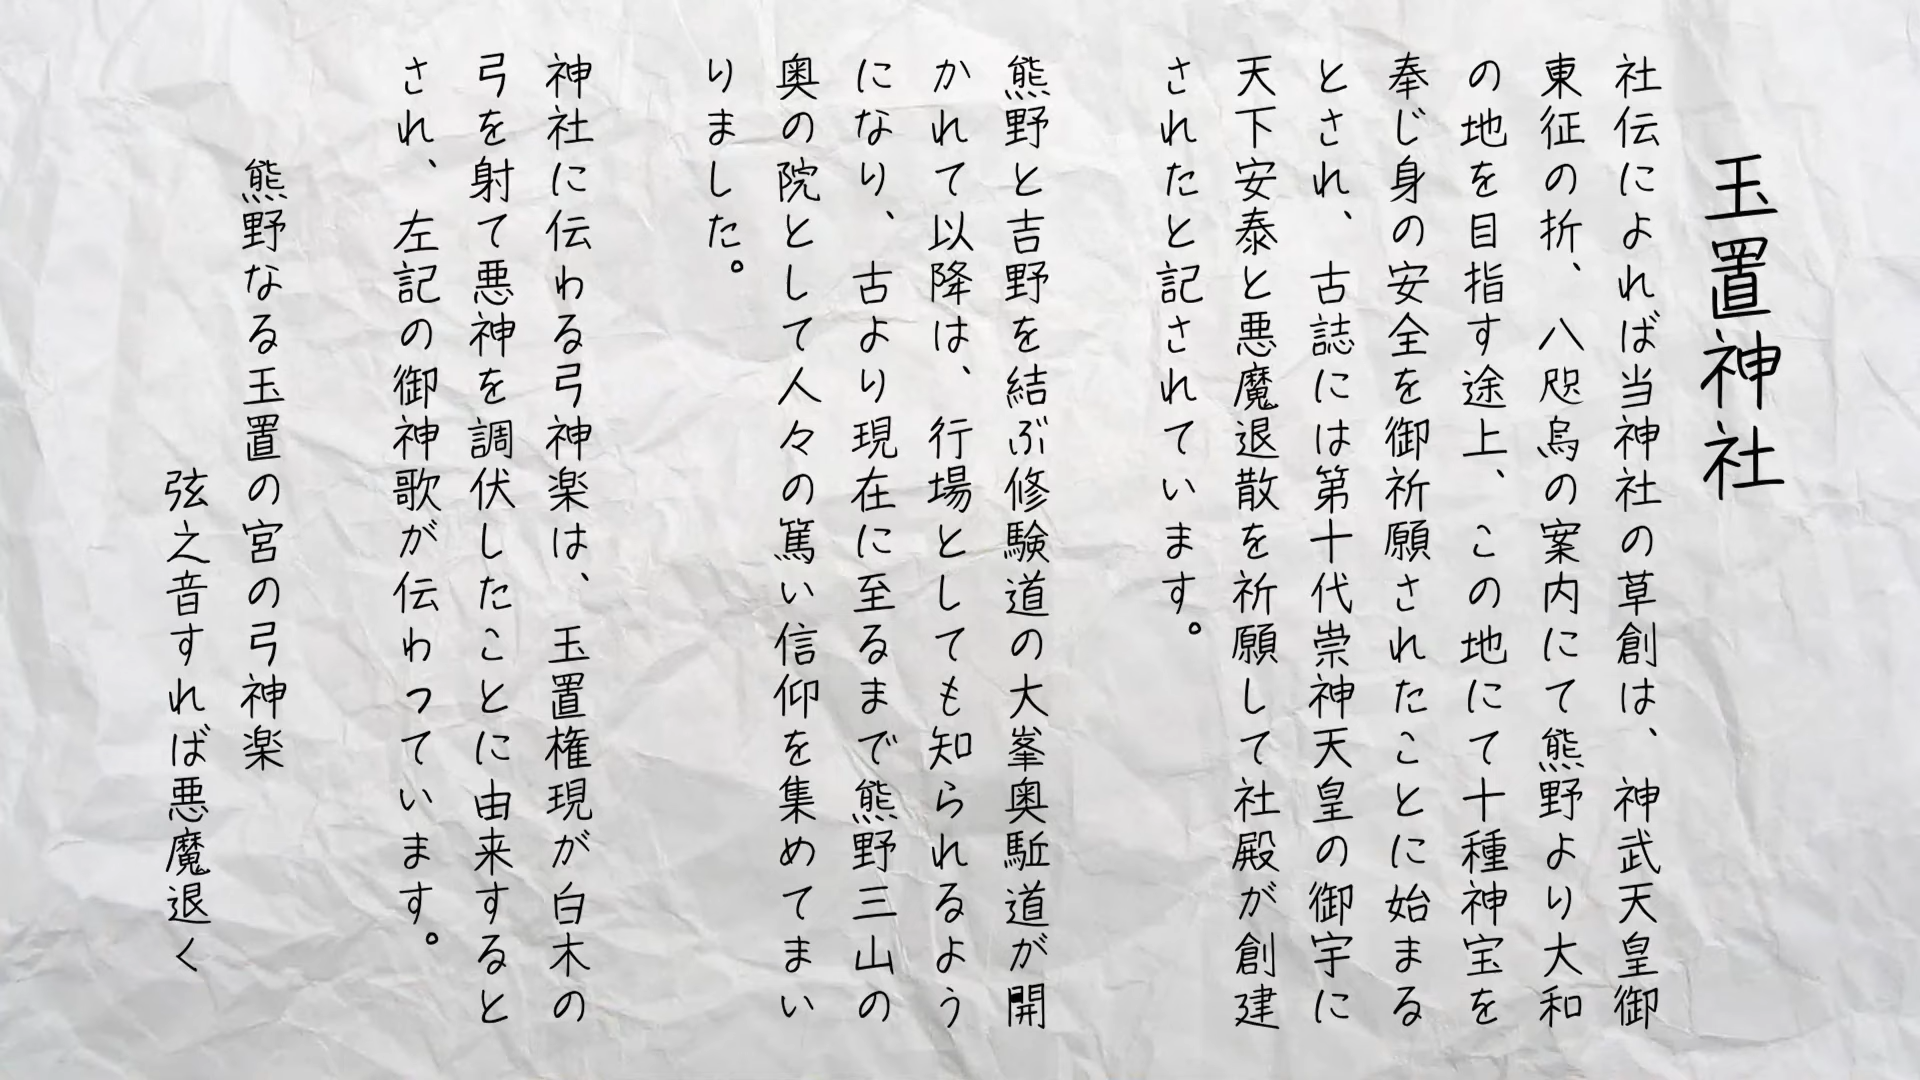 玉置神社
社伝によれば当神社の草創は、神武天皇御
東征の折、八咫烏の案内にて熊野より大和
の地を目指す途上、この地にて十種神宝を
奉じ身の安全を御祈願されたことに始まる
とされ、古誌には第十代崇神天皇の御宇に
天下安泰と悪魔退散を祈願して社殿が創建
されたと記されています。
熊野と吉野を結ぶ修験道の大峯奥駈道が開
かれて以降は、行場としても知られるよう
になり、古より現在に至るまで熊野三山の
奥の院として人々の篤い信仰を集めてまい
りました。
神社に伝わる弓神楽は、玉置権現が白木の
弓を射て悪神を調伏したことに由来すると
され、左記の御神歌が伝わっています。
熊野なる玉置の宮の弓神楽
弦之音すれば悪魔退く